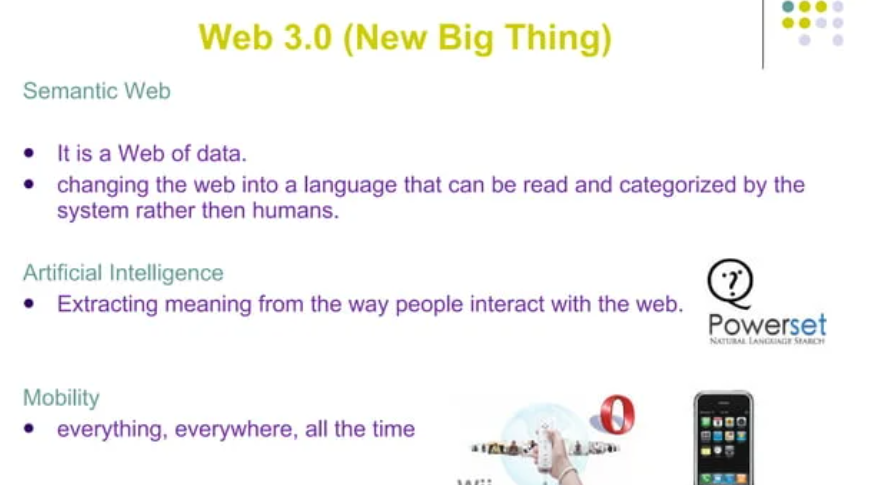 Web 3.0 (New Big Thing)
Semantic Web
• It is a Web of data.
• changing the web into a language that can be read and categorized by the
system rather then humans.
Artificial Intelligence
• Extracting meaning from the way people interact with the web.
Powerset
NATURAL LANGUAGE SEARCH
Mobility
• everything, everywhere, all the time
Wii